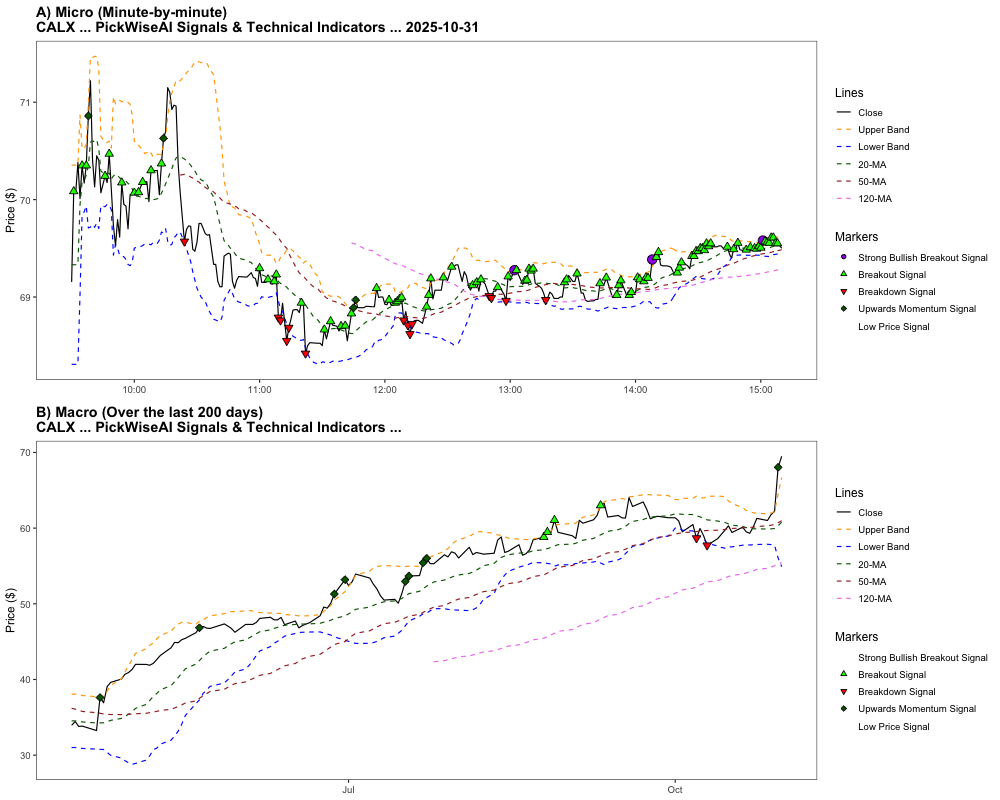 A) Micro (Minute-by-minute)
CALX ... PickWiseAI Signals & Technical Indicators ... 2025-10-31
Price ($)
71
70
69
10:00
11:00
12:00
13:00
14:00
15:00
Lines
Close
Upper Band
Lower Band
20-MA
50-MA
120-MA
Markers
Strong Bullish Breakout Signal
Breakout Signal
Breakdown Signal
Upwards Momentum Signal
Low Price Signal
B) Macro (Over the last 200 days)
CALX ... PickWiseAI Signals & Technical Indicators ...
Price ($)
70
60
50
40
30
Jul
Oct
Lines
Close
Upper Band
Lower Band
20-MA
50-MA
120-MA
Markers
Strong Bullish Breakout Signal
Breakout Signal
Breakdown Signal
Upwards Momentum Signal
Low Price Signal